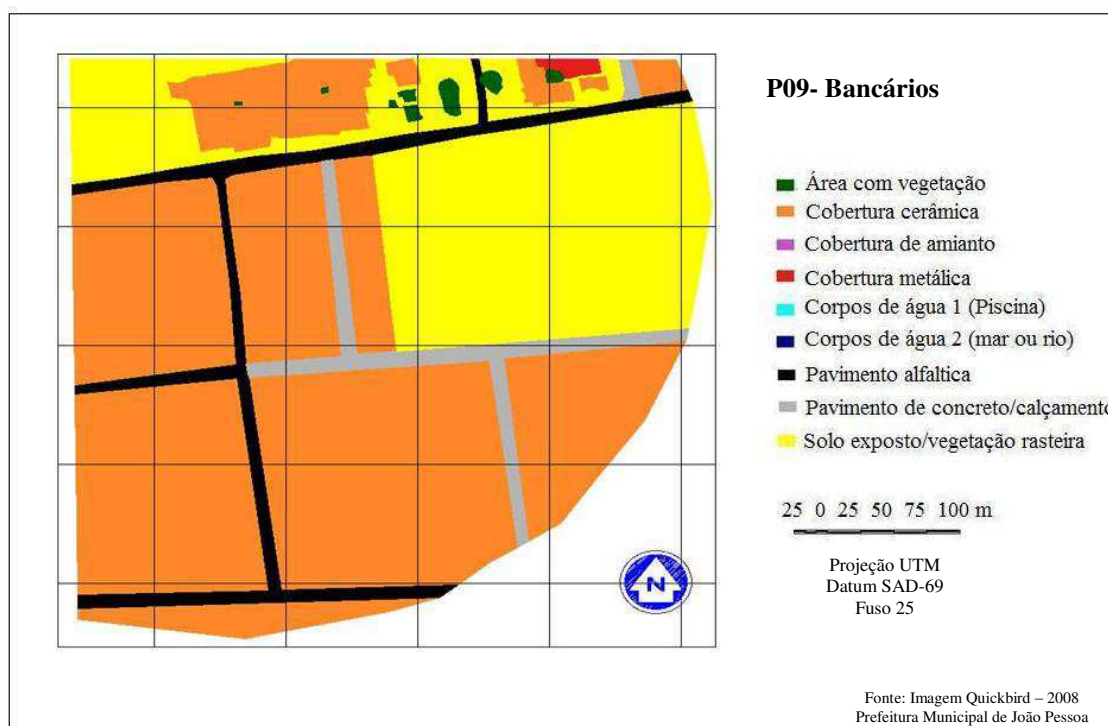 P09- Bancários
Área com vegetação
Cobertura cerâmica
Cobertura de amianto
Cobertura metálica
Corpos de água 1 (Piscina)
Corpos de água 2 (mar ou rio)
Pavimento alfaltica
Pavimento de concreto/calçamento
Solo exposto/vegetação rasteira
25 0 25 50 75 100 m
Projeção UTM
Datum SAD-69
Fuso 25
N
Fonte: Imagem Quickbird – 2008
Prefeitura Municipal de João Pessoa